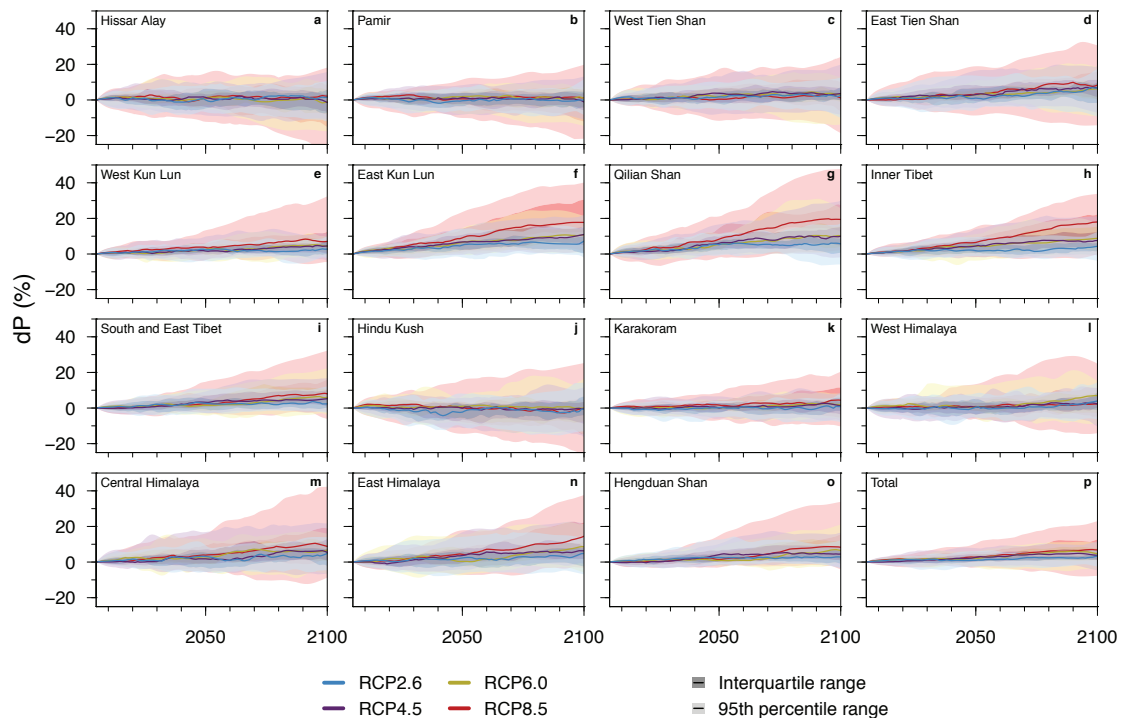 Hissar Alay a
Pamir b
West Tien Shan c
East Tien Shan d
40
20
0
−20
West Kun Lun e
East Kun Lun f
Qilian Shan g
Inner Tibet h
40
20
0
−20
South and East Tibet i
Hindu Kush j
Karakoram k
West Himalaya l
40
20
0
−20
Central Himalaya m
East Himalaya n
Hengduan Shan o
Total p
40
20
0
−20
dP (%)
2050 2100 2050 2100 2050 2100 2050 2100
RCP2.6 RCP6.0 Interquartile range
RCP4.5 RCP8.5 95th percentile range